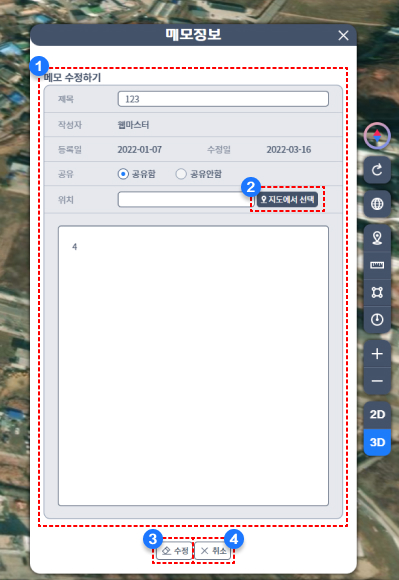 메모정보
1
메모 수정하기
제목 123
작성자 웰마스터
등록일 2022-01-07 수정일 2022-03-16
공유 공유함 공유안함
2
위치 지도에서 선택
4
3 4
수정 취소
2D
3D